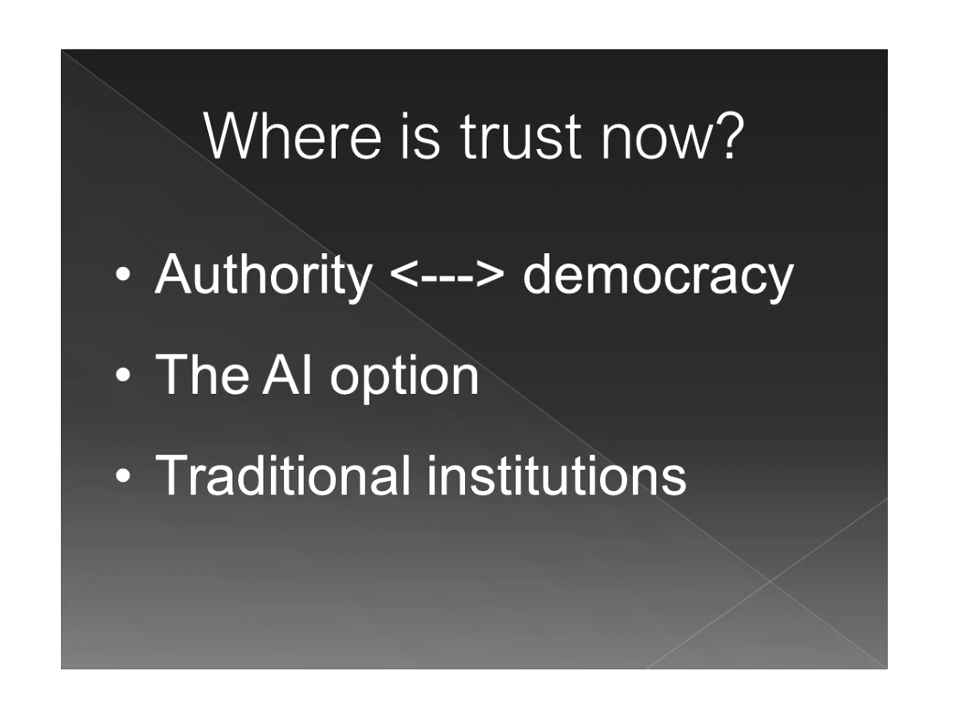 Where is trust now?
• Authority <---> democracy
• The AI option
• Traditional institutions